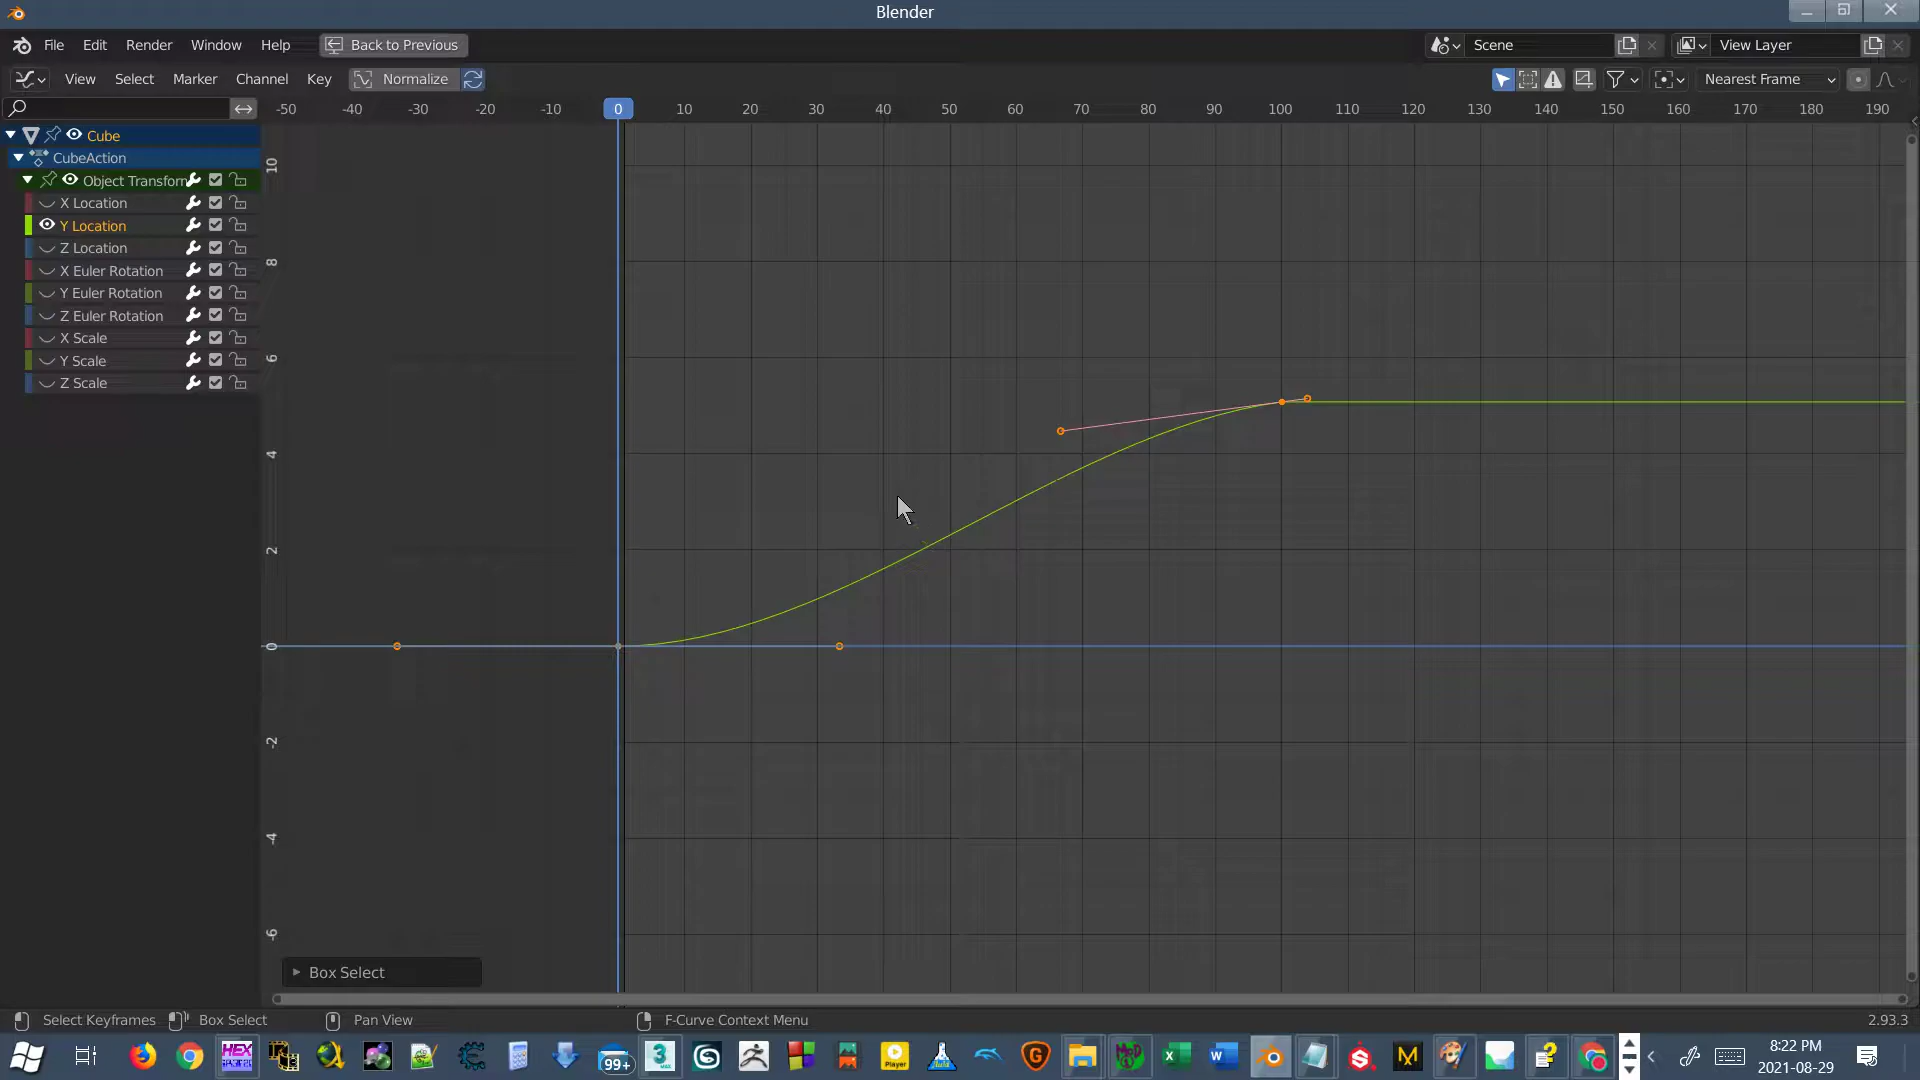 Blender
File Edit Render Window Help Back to Previous Scene View Layer
View Select Marker Channel Key Normalize Nearest Frame
-50 -40 -30 -20 -10 0 10 20 30 40 50 60 70 80 90 100 110 120 130 140 150 160 170 180 190
Cube
CubeAction
Object Transform
X Location
Y Location
Z Location
X Euler Rotation
Y Euler Rotation
Z Euler Rotation
X Scale
Y Scale
Z Scale
10
8
6
4
2
0
-2
-4
-6
Box Select
Select Keyframes Box Select Pan View F-Curve Context Menu 2.93.3
HEX
99+
3
Player
8:22 PM
2021-08-29